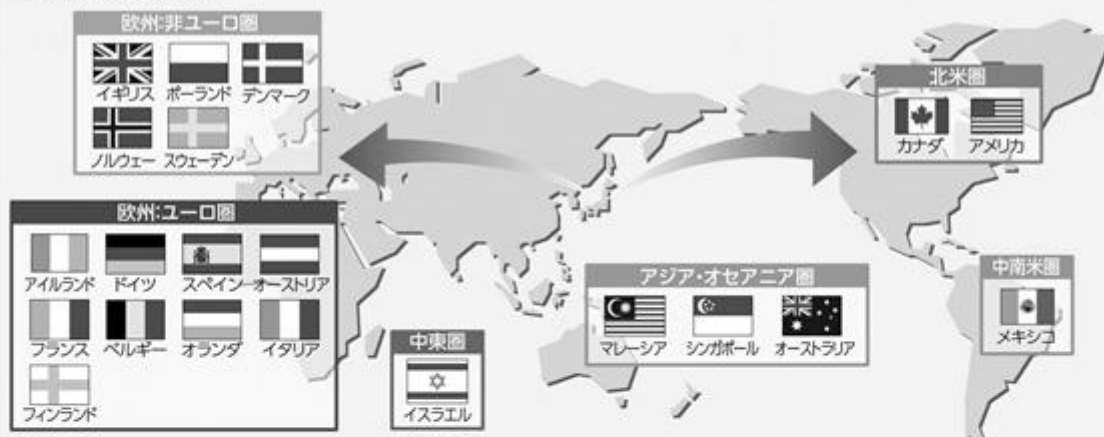 欧州:非ユーロ圏
イギリス ポーランド デンマーク
ノルウェー スウェーデン
欧州:ユーロ圏
アイルランド ドイツ スペイン オーストリア
フランス ベルギー オランダ イタリア
フィンランド
中東圏
イスラエル
アジア・オセアニア圏
マレーシア シンガポール オーストラリア
北米圏
カナダ アメリカ
中南米圏
メキシコ